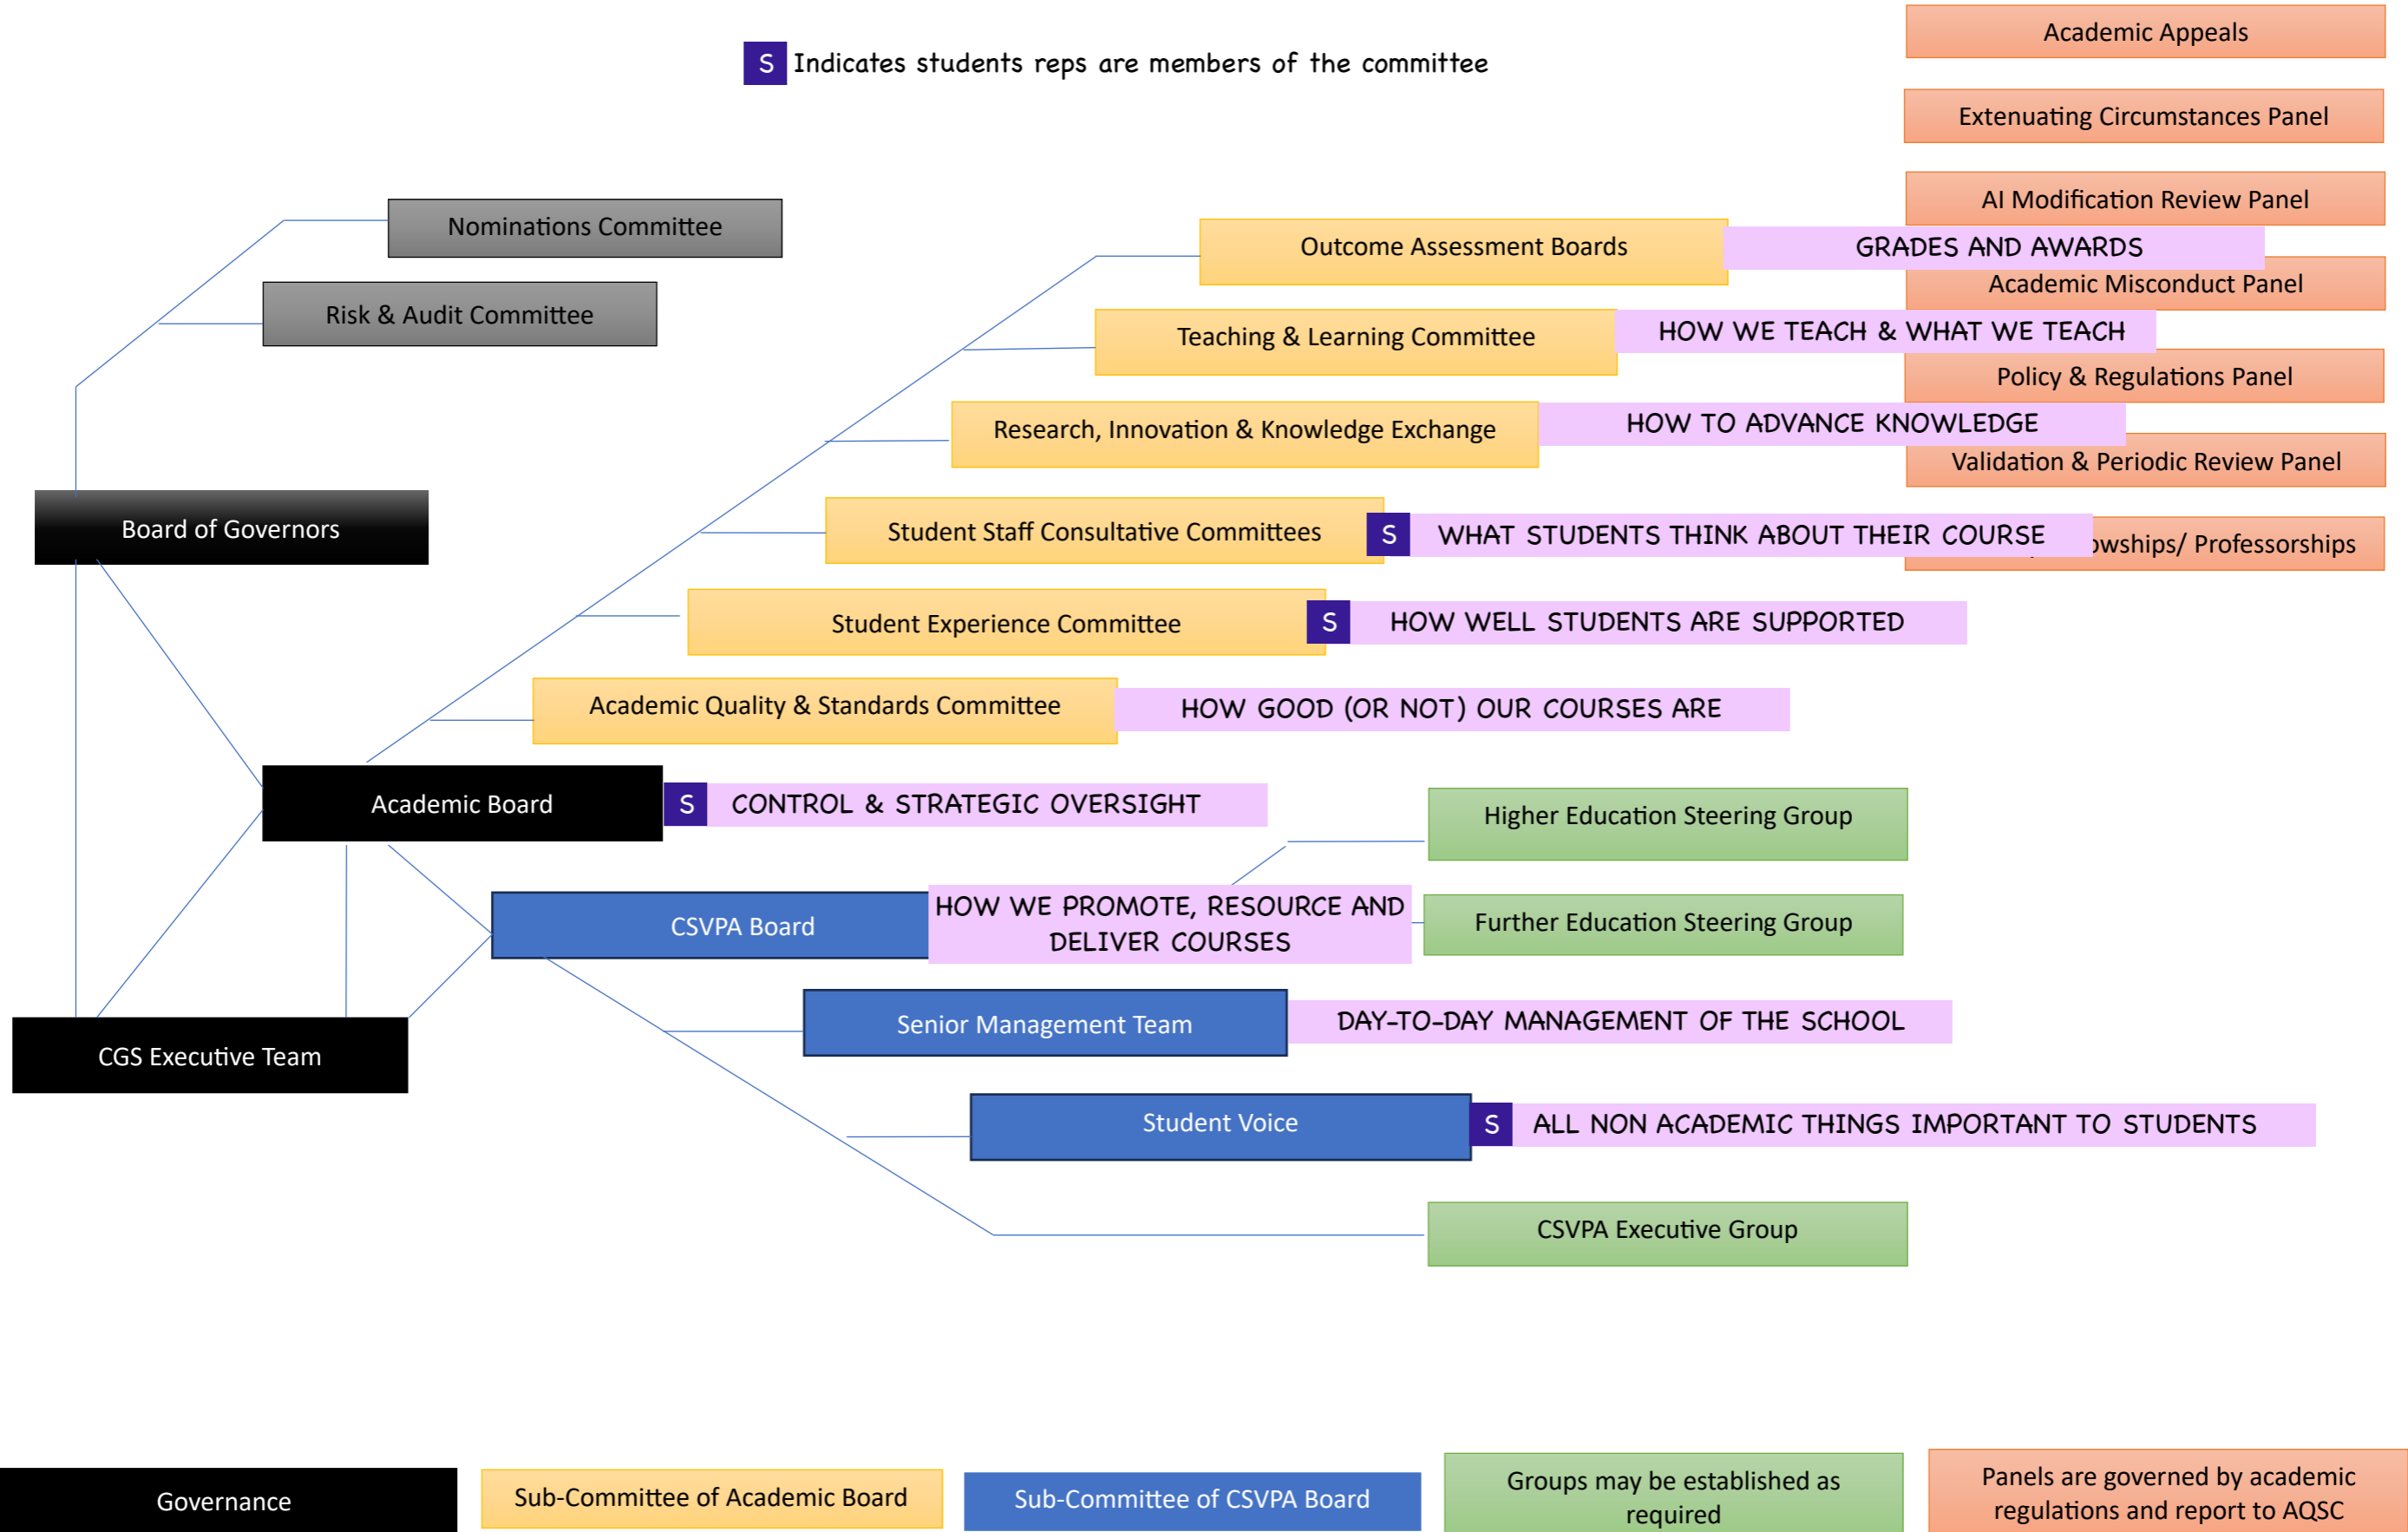 Academic Appeals
S Indicates students reps are members of the committee
Extenuating Circumstances Panel
AI Modification Review Panel
Nominations Committee
Outcome Assessment Boards
GRADES AND AWARDS
Academic Misconduct Panel
Risk & Audit Committee
Teaching & Learning Committee
HOW WE TEACH & WHAT WE TEACH
Policy & Regulations Panel
Research, Innovation & Knowledge Exchange
HOW TO ADVANCE KNOWLEDGE
Validation & Periodic Review Panel
Board of Governors
Student Staff Consultative Committees
S WHAT STUDENTS THINK ABOUT THEIR COURSE
Professorships
Student Experience Committee
S HOW WELL STUDENTS ARE SUPPORTED
Academic Quality & Standards Committee
HOW GOOD (OR NOT) OUR COURSES ARE
Academic Board
S CONTROL & STRATEGIC OVERSIGHT
Higher Education Steering Group
CSVPA Board
HOW WE PROMOTE, RESOURCE AND
DELIVER COURSES
Further Education Steering Group
Senior Management Team
DAY-TO-DAY MANAGEMENT OF THE SCHOOL
CGS Executive Team
Student Voice
S ALL NON ACADEMIC THINGS IMPORTANT TO STUDENTS
CSVPA Executive Group
Governance
Sub-Committee of Academic Board
Sub-Committee of CSVPA Board
Groups may be established as
required
Panels are governed by academic
regulations and report to AQSC